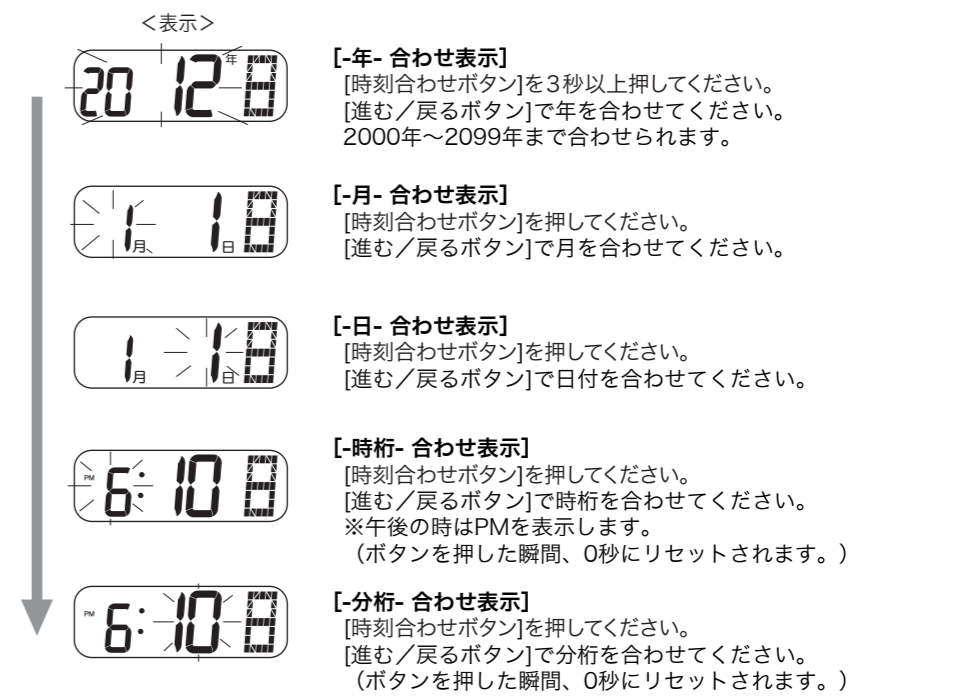 ＜表示＞
20 12年 日
[-年- 合わせ表示]
[時刻合わせボタン]を3秒以上押してください。
[進む／戻るボタン]で年を合わせてください。
2000年～2099年まで合わせられます。
1月 1日
[-月- 合わせ表示]
[時刻合わせボタン]を押してください。
[進む／戻るボタン]で月を合わせてください。
1月 1日
[-日- 合わせ表示]
[時刻合わせボタン]を押してください。
[進む／戻るボタン]で日付を合わせてください。
PM 6:10
[-時桁- 合わせ表示]
[時刻合わせボタン]を押してください。
[進む／戻るボタン]で時桁を合わせてください。
※午後の時はPMを表示します。
（ボタンを押した瞬間、0秒にリセットされます。）
PM 6:10
[-分桁- 合わせ表示]
[時刻合わせボタン]を押してください。
[進む／戻るボタン]で分桁を合わせてください。
（ボタンを押した瞬間、0秒にリセットされます。）